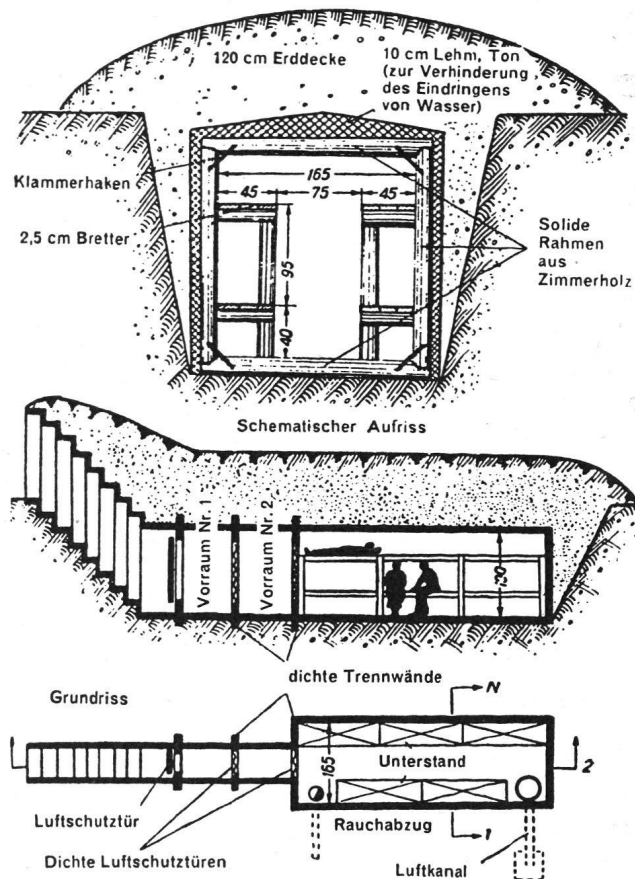 120 cm Erddecke
10 cm Lehm, Ton
(zur Verhinderung
des Eindringens
von Wasser)
Klammerhaken
165
45
75
45
2,5 cm Bretter
95
40
Solide
Rahmen
aus
Zimmerholz
Schematischer Aufriss
Vorraum Nr. 1
Vorraum Nr. 2
dichte Trennwände
Grundriss
N
165
Unterstand
2
Luftschutztür
Rauchabzug
1
Dichte Luftschutztüren
Luftkanal